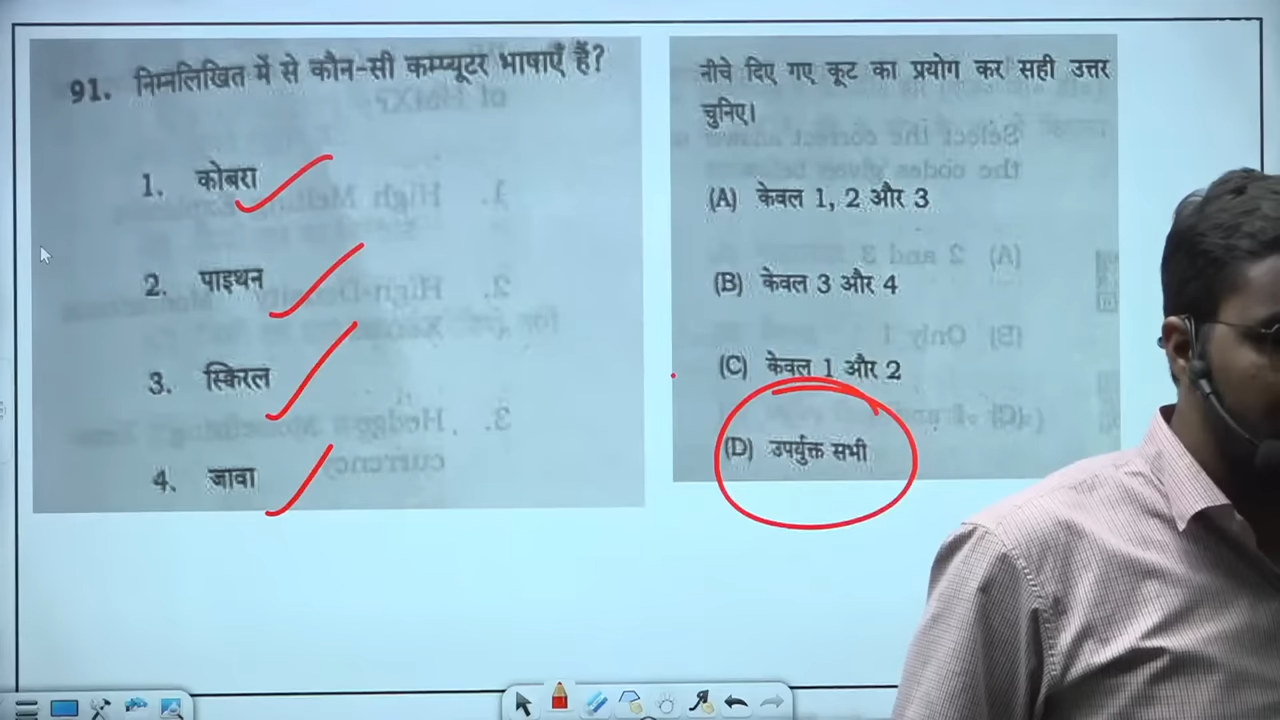 91. निम्नलिखित में से कौन-सी कम्प्यूटर भाषाएँ हैं?
1. कोबरा
2. पाइथन
3. स्किरल
4. जावा
नीचे दिए गए कूट का प्रयोग कर सही उत्तर
चुनिए।
(A) केवल 1, 2 और 3
(B) केवल 3 और 4
(C) केवल 1 और 2
(D) उपर्युक्त सभी